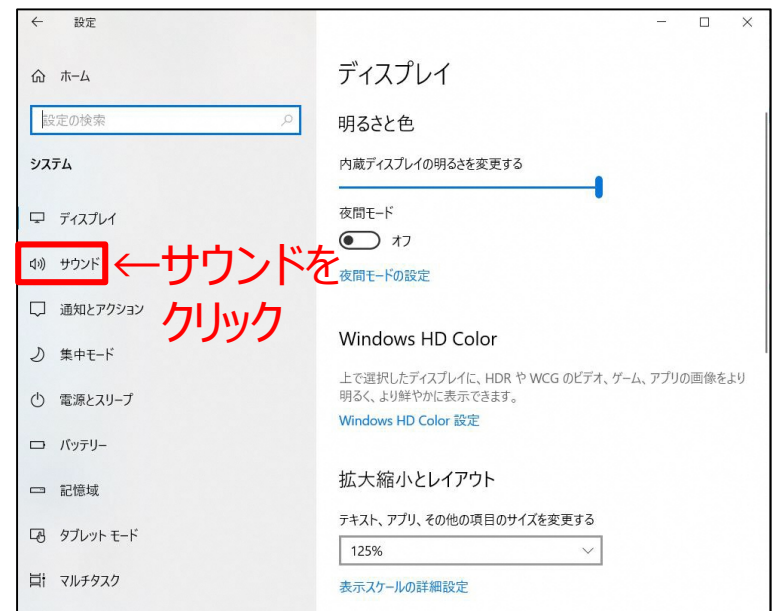 設定
ホーム
設定の検索
システム
ディスプレイ
サウンド
通知とアクション
集中モード
電源とスリープ
バッテリー
記憶域
タブレット モード
マルチタスク
←サウンドを
クリック
ディスプレイ
明るさと色
内蔵ディスプレイの明るさを変更する
夜間モード
オフ
夜間モードの設定
Windows HD Color
上で選択したディスプレイに、HDR や WCG のビデオ、ゲーム、アプリの画像をより
明るく、より鮮やかに表示できます。
Windows HD Color 設定
拡大縮小とレイアウト
テキスト、アプリ、その他の項目のサイズを変更する
125%
表示スケールの詳細設定